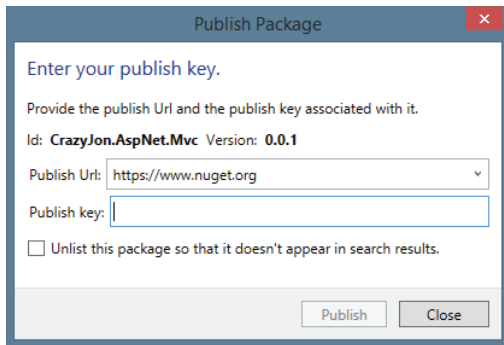 Publish Package
Enter your publish key.
Provide the publish Url and the publish key associated with it.
Id: CrazyJon.AspNet.Mvc Version: 0.0.1
Publish Url: https://www.nuget.org
Publish key:
Unlist this package so that it doesn't appear in search results.
Publish Close